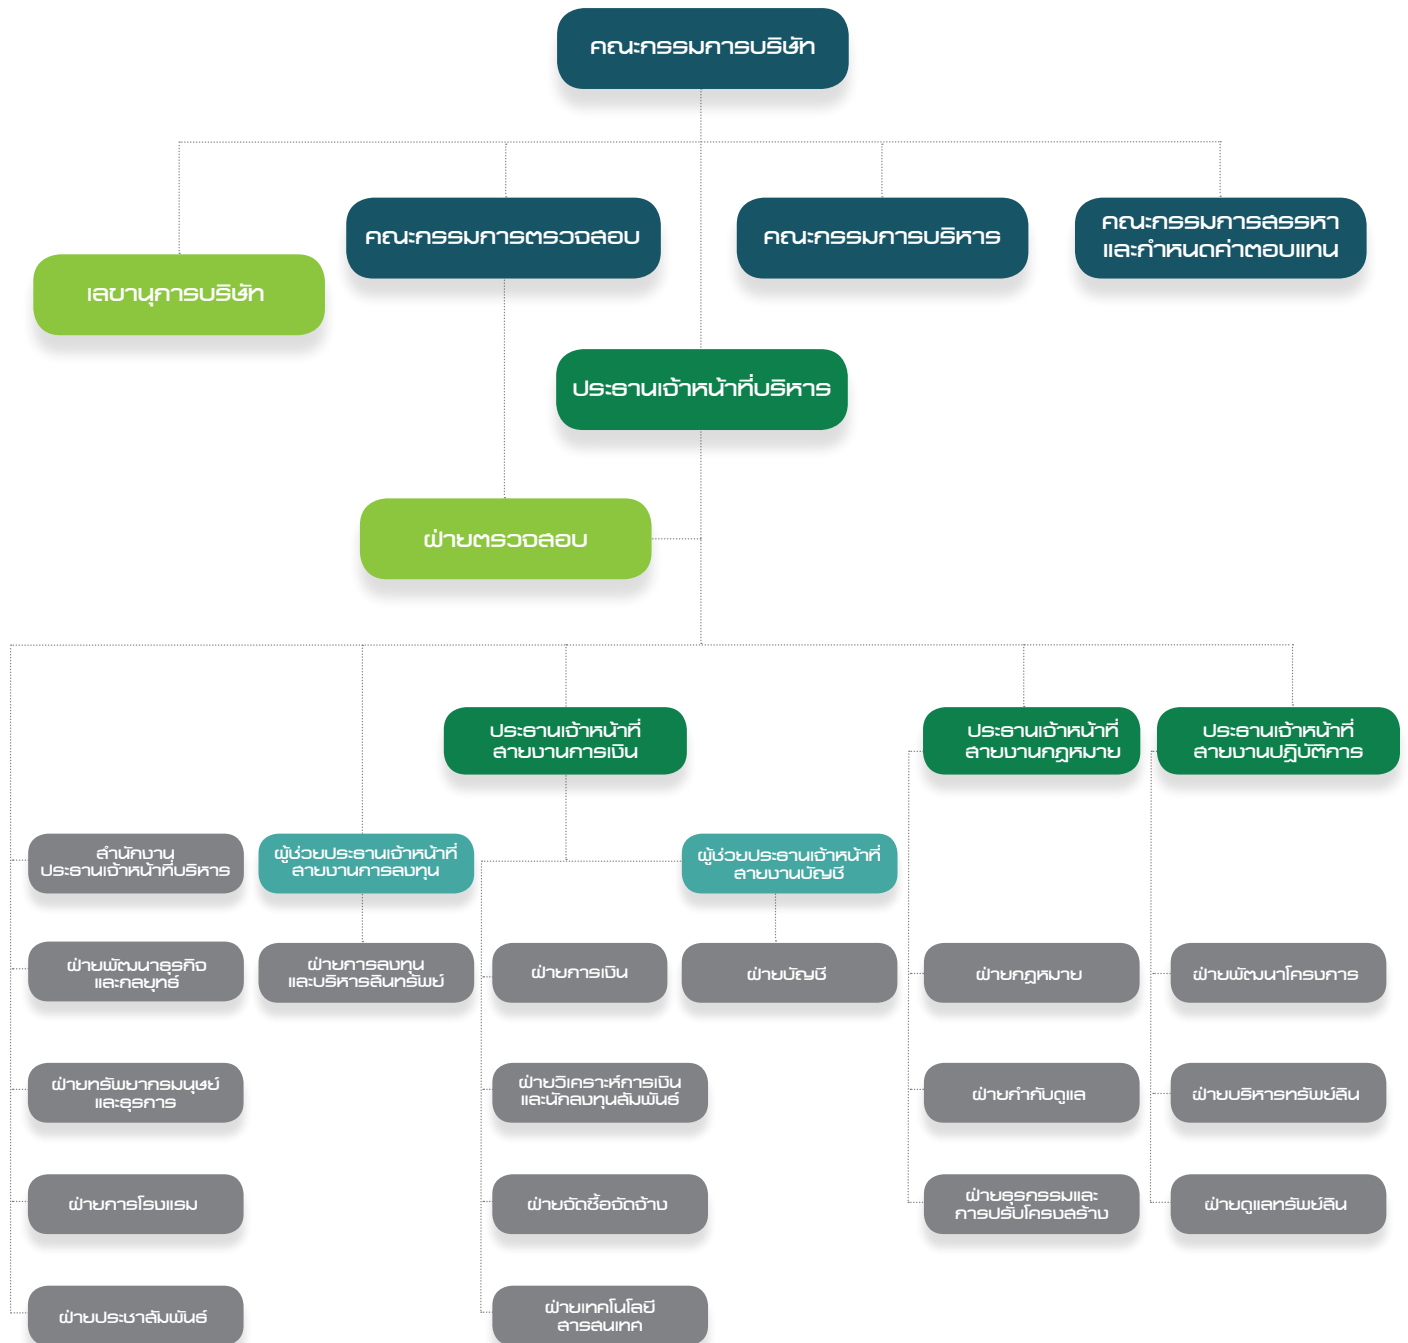 คณะกรรมการบริษัท
คณะกรรมการตรวจสอบ
คณะกรรมการบริหาร
คณะกรรมการสรรหา
และกำหนดค่าตอบแทน
เลขานุการบริษัท
ประธานเจ้าหน้าที่บริหาร
ฝ่ายตรวจสอบ
ประธานเจ้าหน้าที่
สายงานการเงิน
ประธานเจ้าหน้าที่
สายงานกฎหมาย
ประธานเจ้าหน้าที่
สายงานปฏิบัติการ
สำนักงาน
ประธานเจ้าหน้าที่บริหาร
ผู้ช่วยประธานเจ้าหน้าที่
สายงานการลงทุน
ผู้ช่วยประธานเจ้าหน้าที่
สายงานบัญชี
ฝ่ายพัฒนาธุรกิจ
และกลยุทธ์
ฝ่ายการลงทุน
และบริหารสินทรัพย์
ฝ่ายการเงิน
ฝ่ายบัญชี
ฝ่ายกฎหมาย
ฝ่ายพัฒนาโครงการ
ฝ่ายทรัพยากรมนุษย์
และธุรการ
ฝ่ายวิเคราะห์การเงิน
และนักลงทุนสัมพันธ์
ฝ่ายกำกับดูแล
ฝ่ายบริหารทรัพย์สิน
ฝ่ายการโรงแรม
ฝ่ายจัดซื้อจัดจ้าง
ฝ่ายธุรกรรมและ
การปรับโครงสร้าง
ฝ่ายดูแลทรัพย์สิน
ฝ่ายประชาสัมพันธ์
ฝ่ายเทคโนโลยี
สารสนเทศ